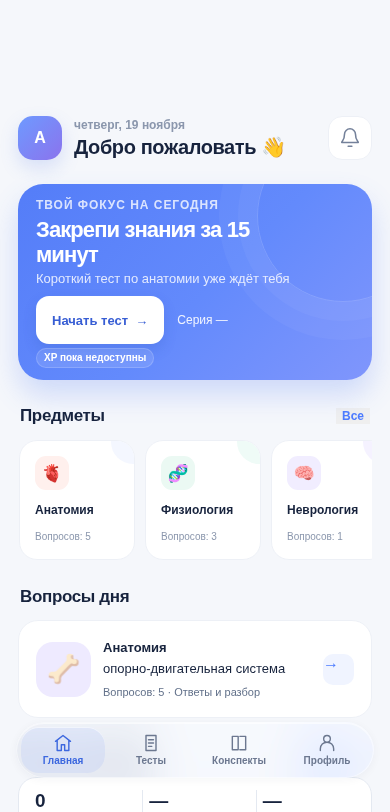 А
четверг, 19 ноября
Добро пожаловать 👋
ТВОЙ ФОКУС НА СЕГОДНЯ
Закрепи знания за 15
минут
Короткий тест по анатомии уже ждёт тебя
Начать тест →
Серия —
XP пока недоступны
Предметы
Все
Анатомия
Вопросов: 5
Физиология
Вопросов: 3
Неврология
Вопросов: 1
Вопросы дня
Анатомия
опорно-двигательная система
Вопросов: 5 · Ответы и разбор
→
Главная
Тесты
Конспекты
Профиль
0
—
—